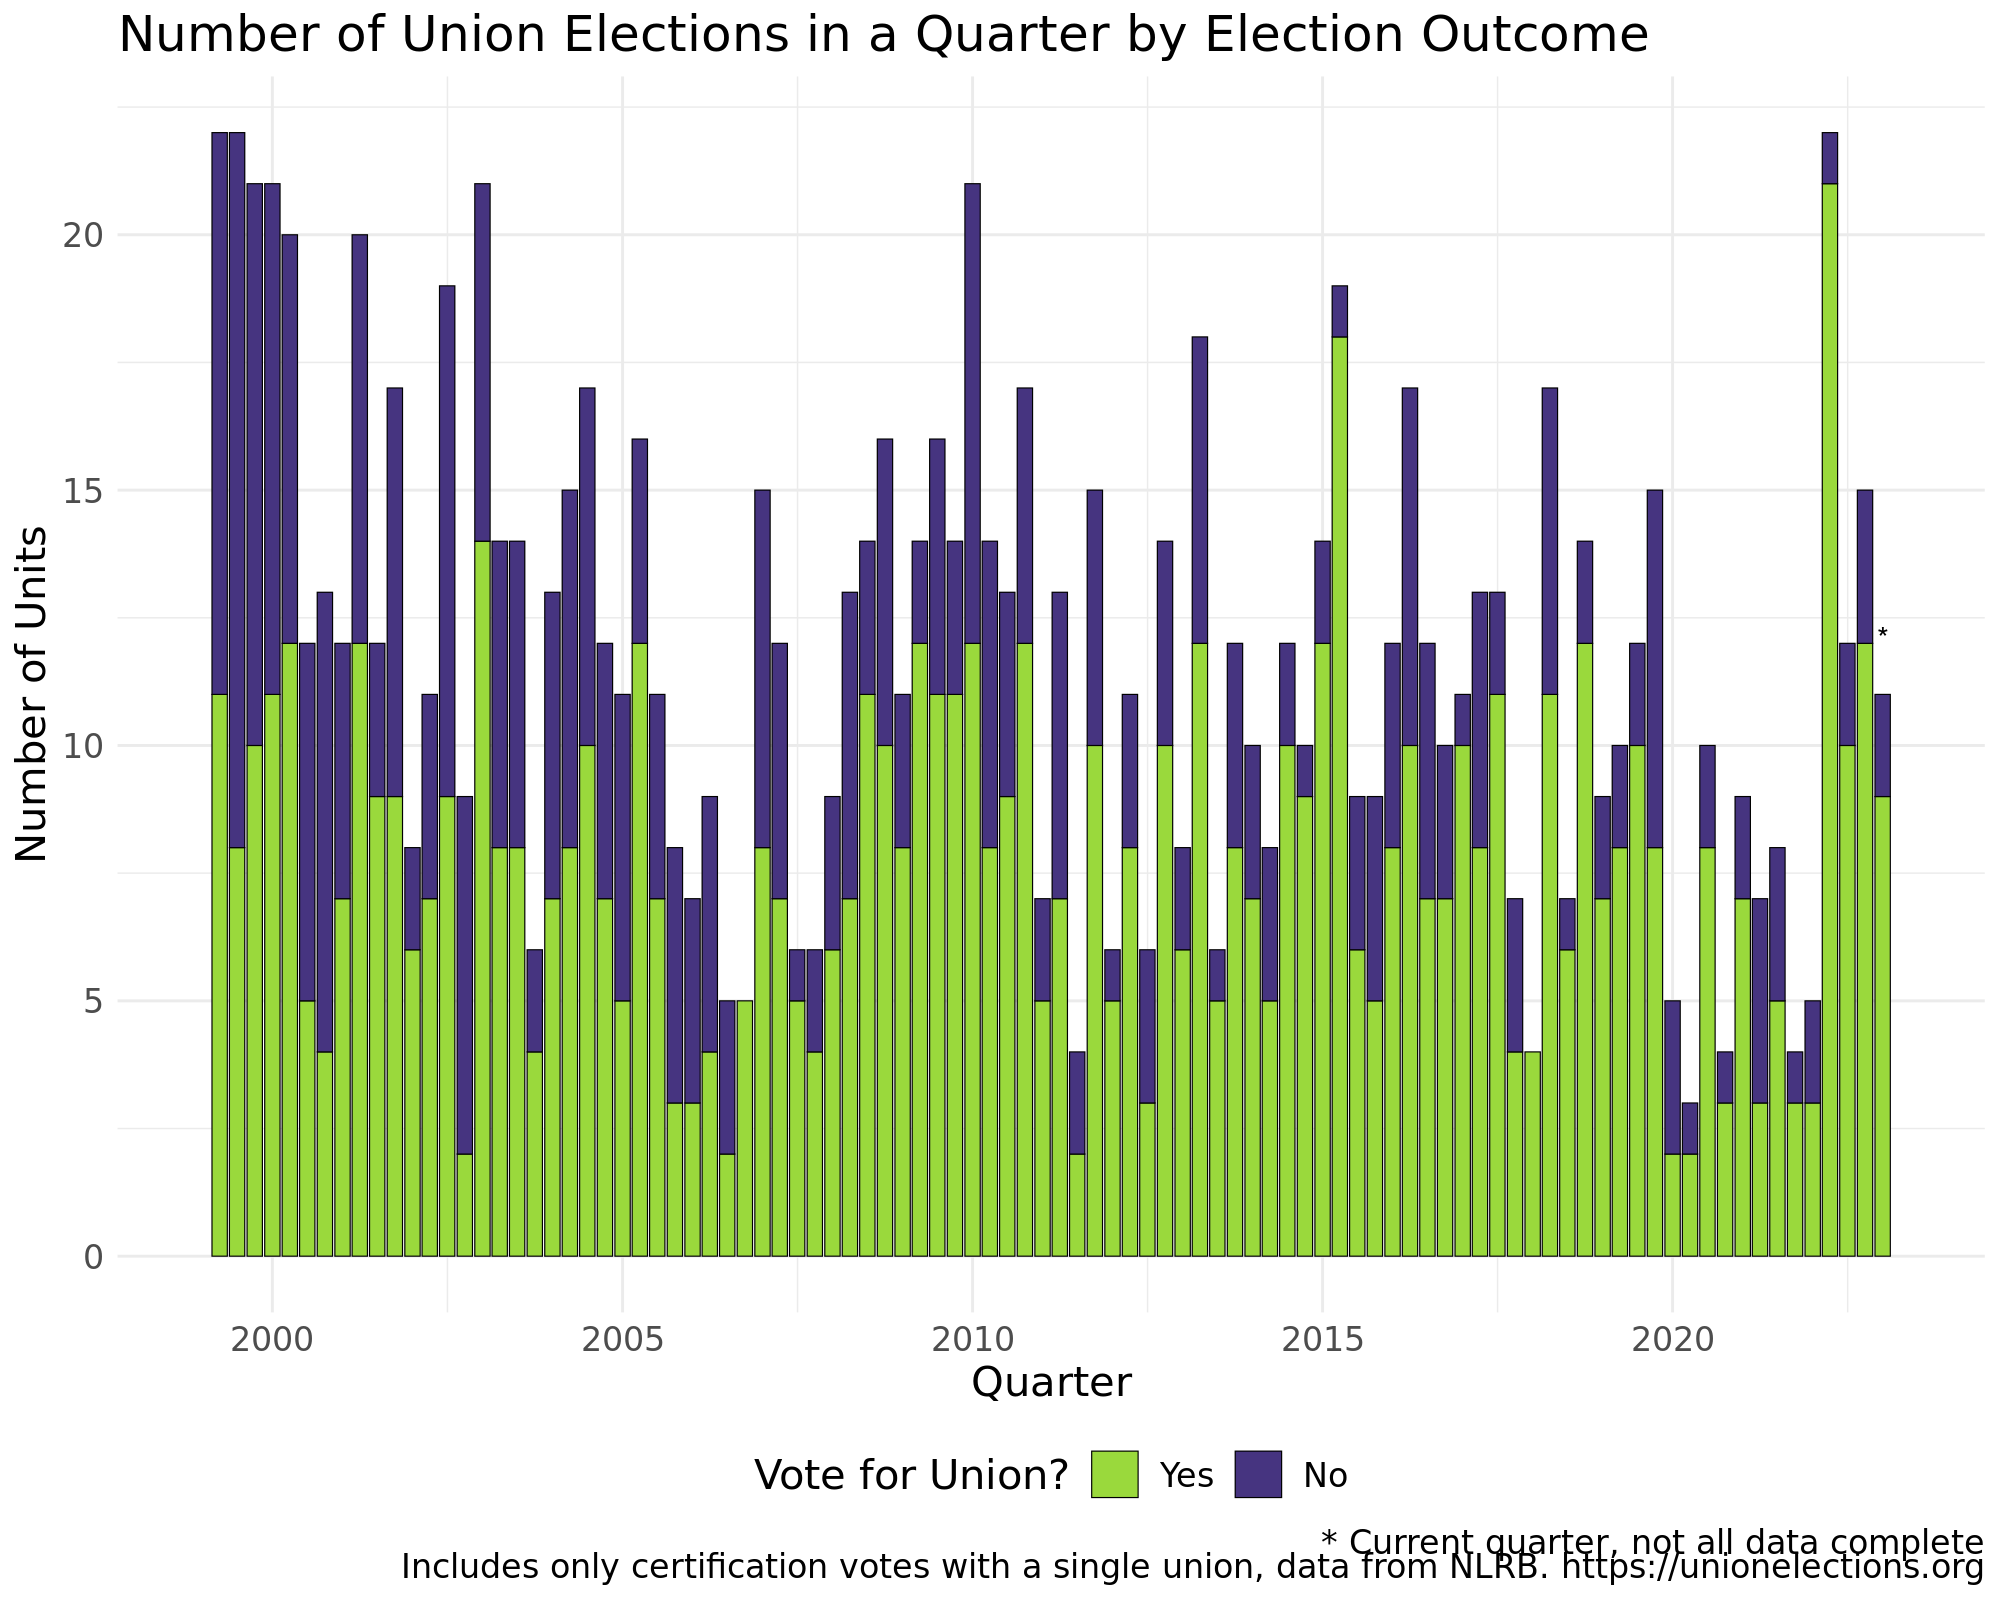 Number of Union Elections in a Quarter by Election Outcome
Number of Units
20
15
10
5
0
*
2000 2005 2010 2015 2020
Quarter
Vote for Union? Yes No
* Current quarter, not all data complete
Includes only certification votes with a single union, data from NLRB. https://unionelections.org